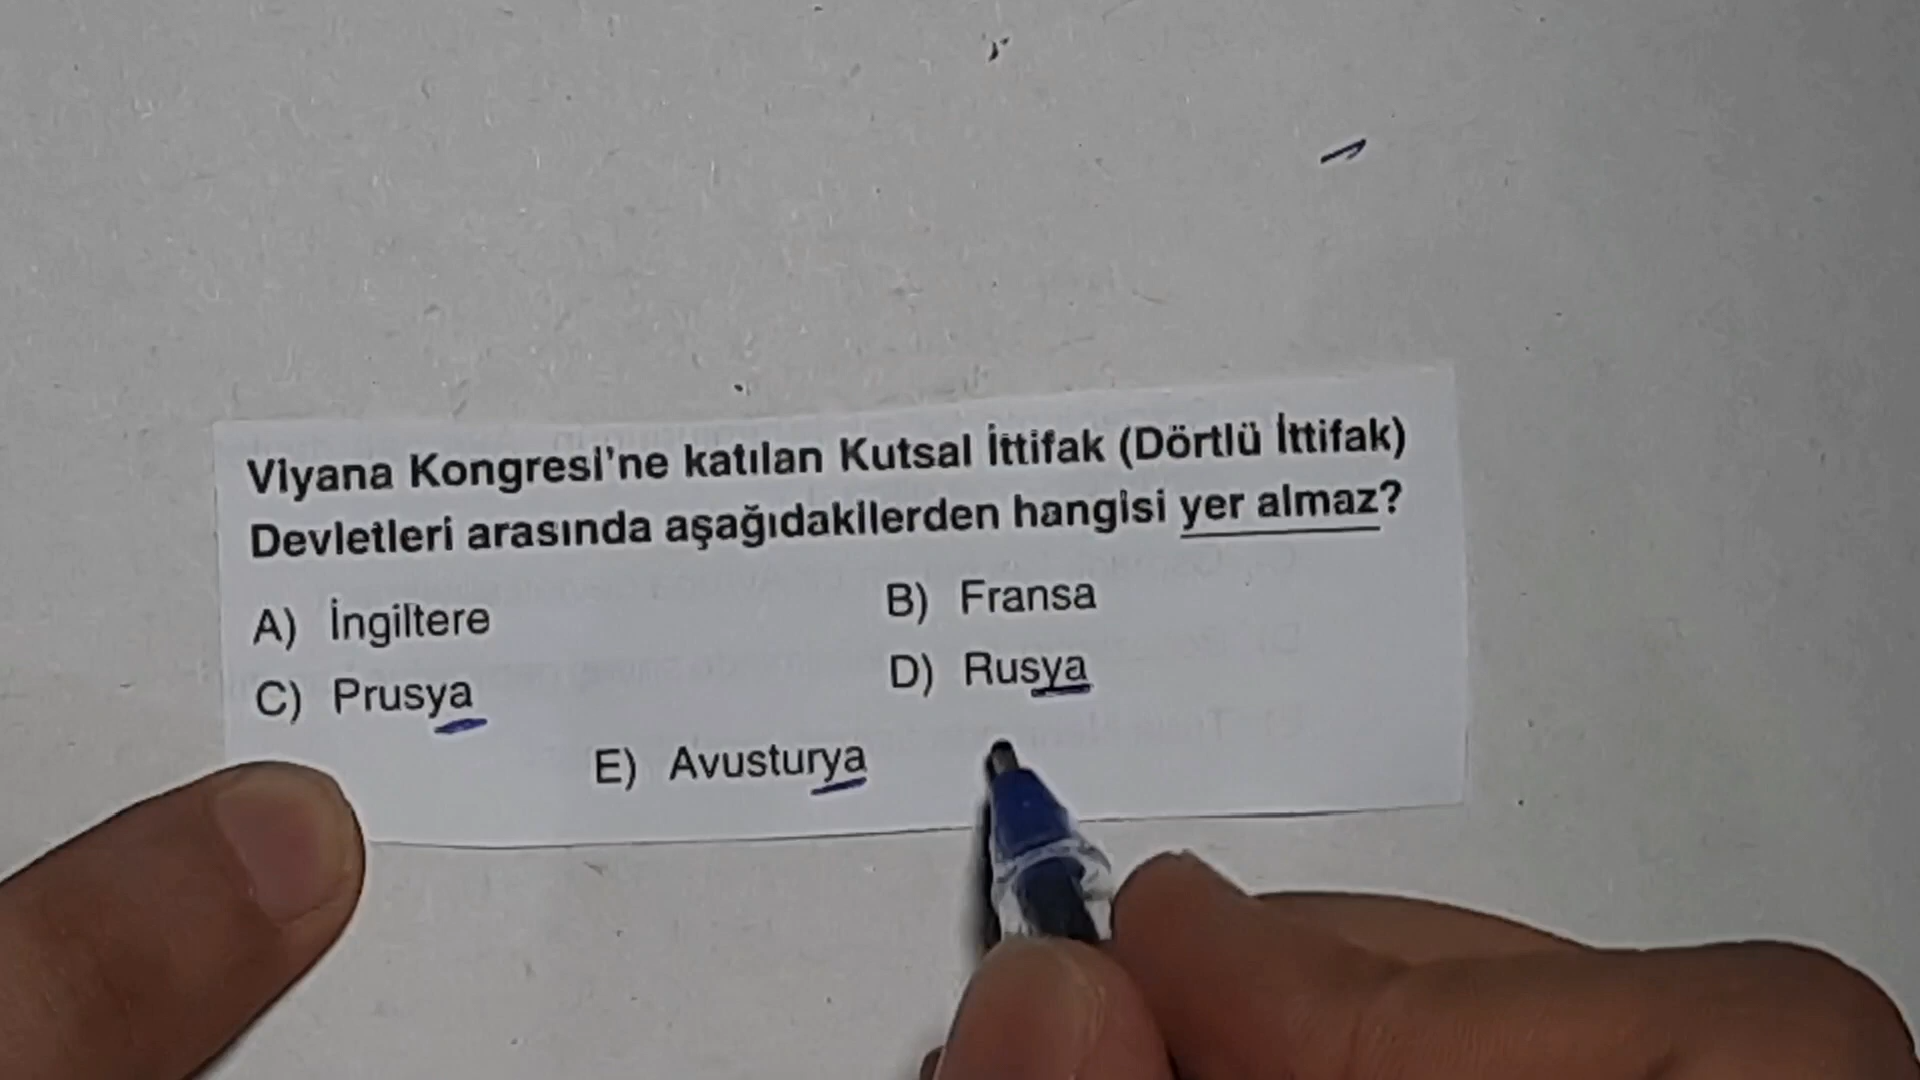 Viyana Kongresi'ne katılan Kutsal İttifak (Dörtlü İttifak)
Devletleri arasında aşağıdakilerden hangisi yer almaz?
A) İngiltere
B) Fransa
C) Prusya
D) Rusya
E) Avusturya